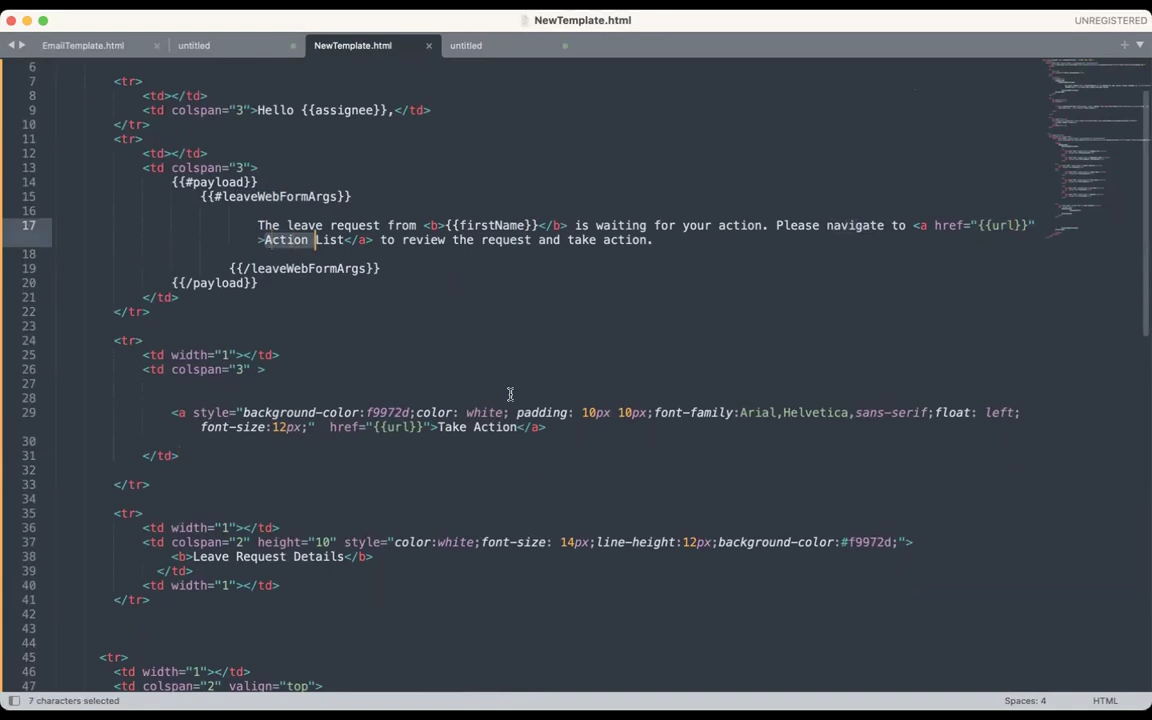 NewTemplate.html
UNREGISTERED
EmailTemplate.html × untitled NewTemplate.html × untitled
6
7 <tr>
8 <td></td>
9 <td colspan="3">Hello {{assignee}},</td>
10 </tr>
11 <tr>
12 <td></td>
13 <td colspan="3">
14 {{#payload}}
15 {{#leaveWebFormArgs}}
16
17 The leave request from <b>{{firstName}}</b> is waiting for your action. Please navigate to <a href="{{url}}"
>Action List</a> to review the request and take action.
18
19 {{/leaveWebFormArgs}}
20 {{/payload}}
21 </td>
22 </tr>
23
24 <tr>
25 <td width="1"></td>
26 <td colspan="3" >
27
28
29 <a style="background-color:f9972d;color: white; padding: 10px 10px;font-family:Arial,Helvetica,sans-serif;float: left;
font-size:12px;"  href="{{url}}">Take Action</a>
30
31 </td>
32
33 </tr>
34
35 <tr>
36 <td width="1"></td>
37 <td colspan="2" height="10" style="color:white;font-size: 14px;line-height:12px;background-color:#f9972d;">
38 <b>Leave Request Details</b>
39 </td>
40 <td width="1"></td>
41 </tr>
42
43
44
45 <tr>
46 <td width="1"></td>
47 <td colspan="2" valign="top">
7 characters selected
Spaces: 4
HTML